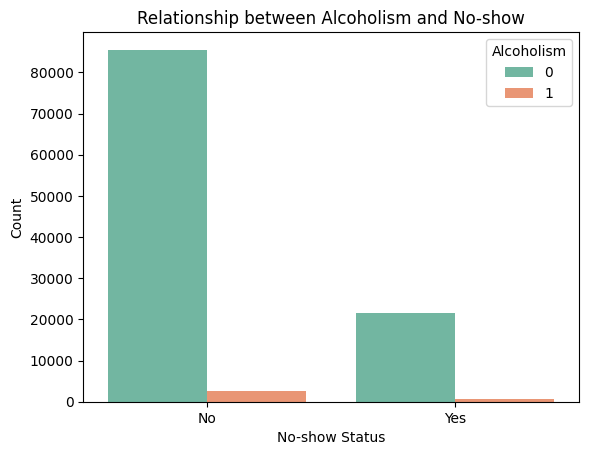 Relationship between Alcoholism and No-show
Alcoholism
0
1
80000
70000
60000
50000
40000
30000
20000
10000
0
Count
No
Yes
No-show Status